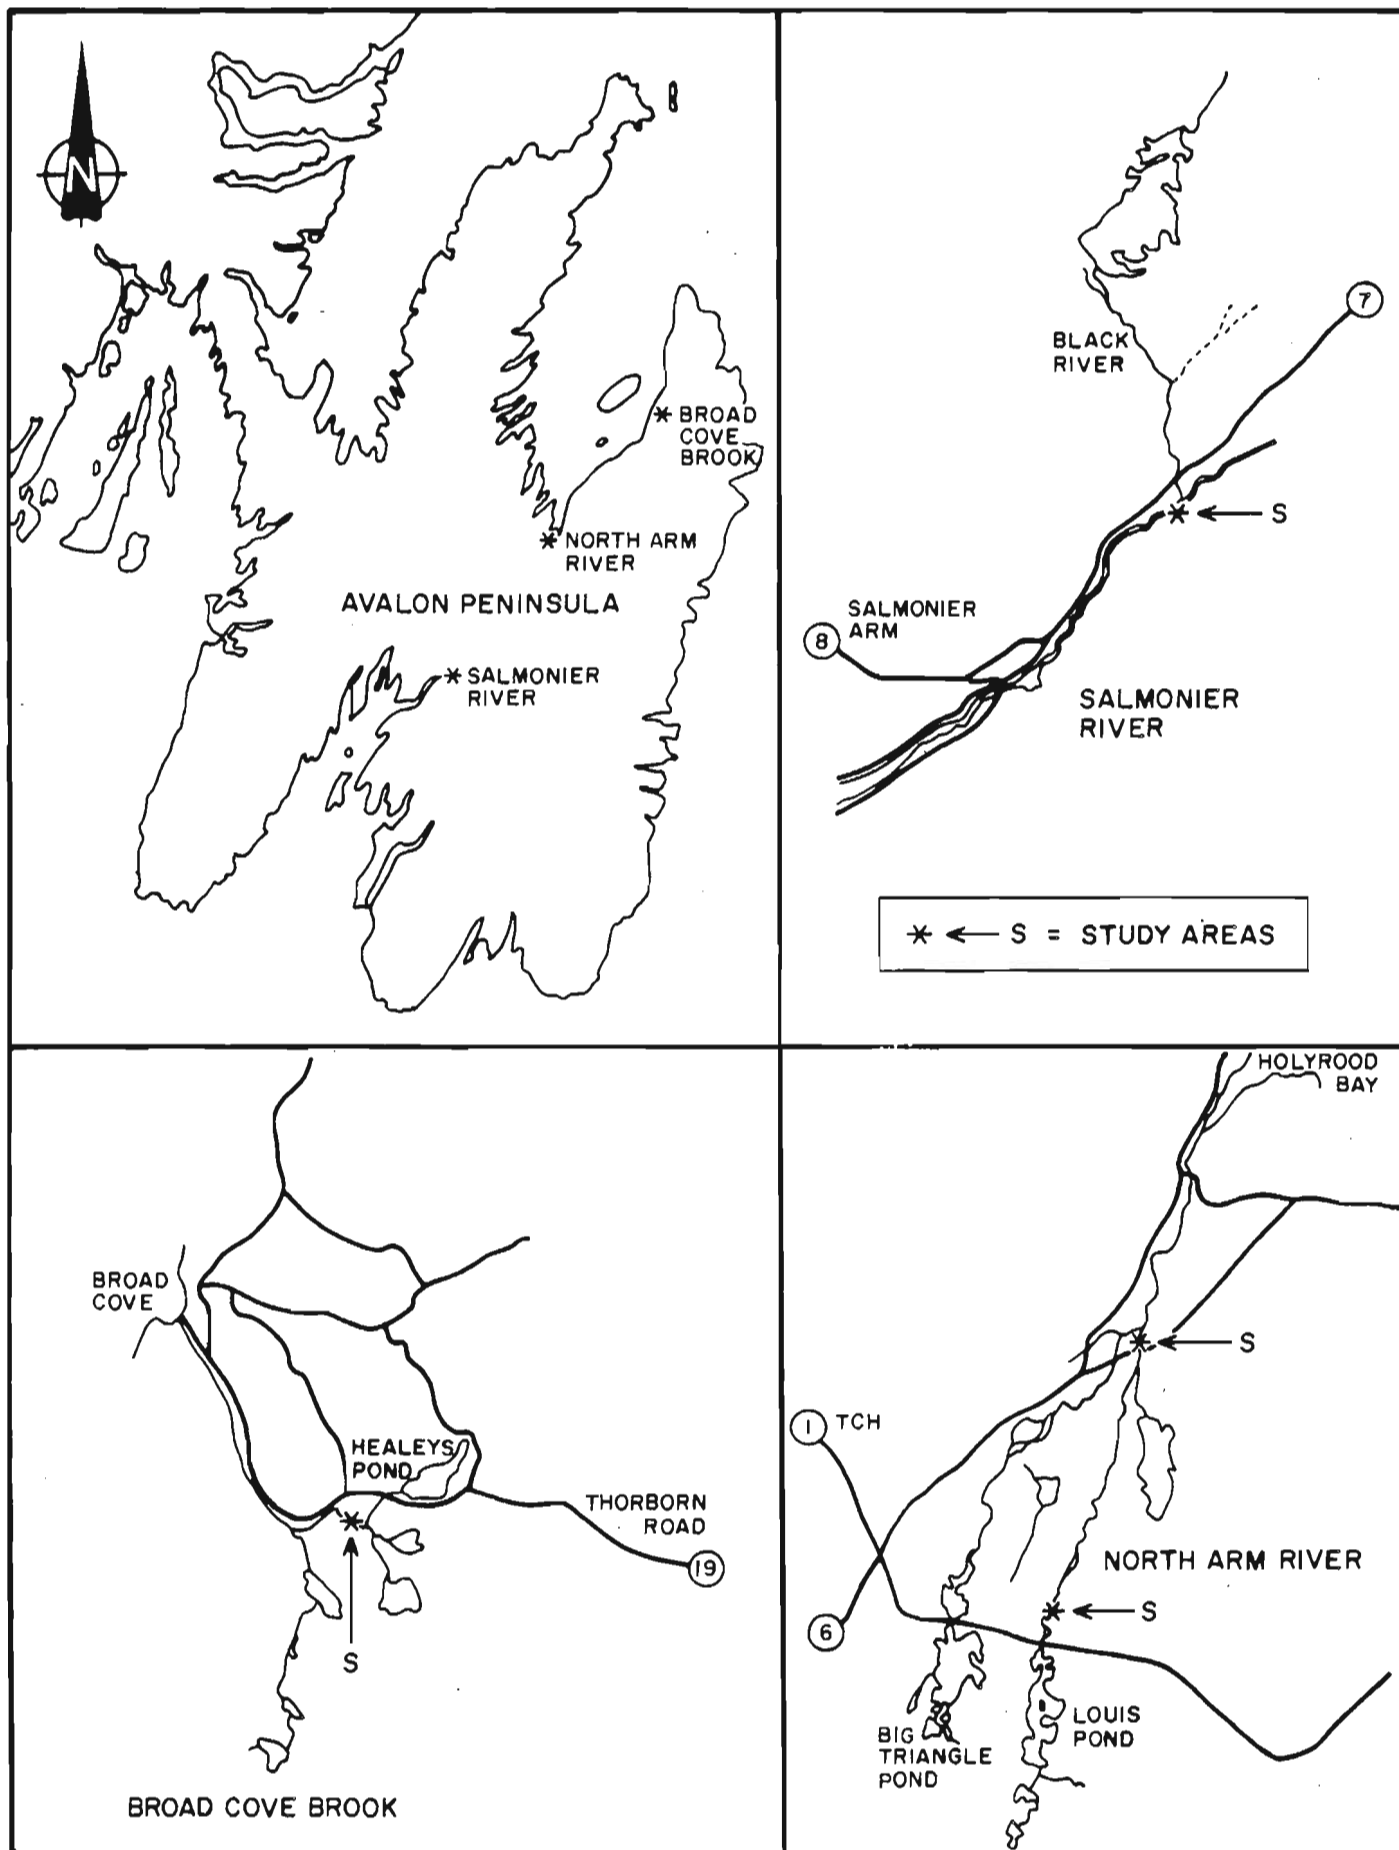 N
* BROAD
COVE
BROOK
* NORTH ARM
RIVER
AVALON PENINSULA
* SALMONIER
RIVER
7
BLACK
RIVER
* ← S
SALMONIER
ARM
8
SALMONIER
RIVER
* ← S = STUDY AREAS
BROAD
COVE
HEALEYS
POND
THORBORN
ROAD
19
*
S
BROAD COVE BROOK
HOLYROOD
BAY
* ← S
1 TCH
NORTH ARM RIVER
* ← S
6
LOUIS
POND
BIG
TRIANGLE
POND